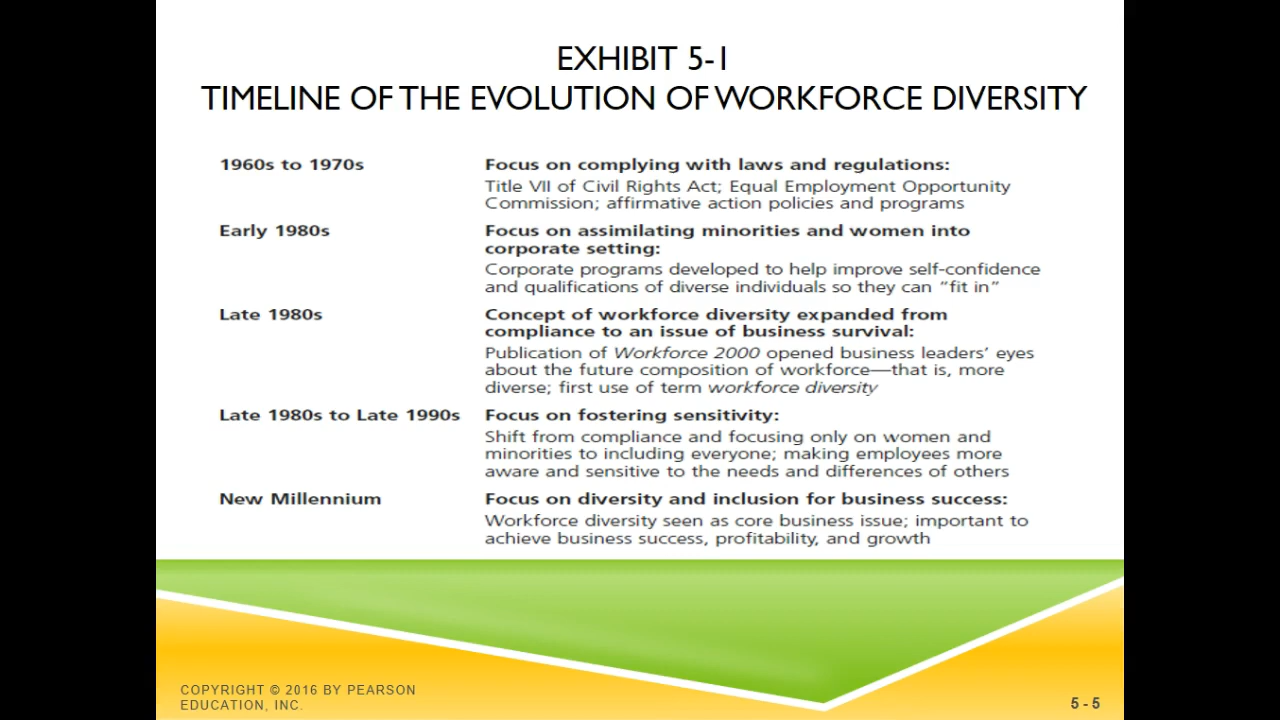 EXHIBIT 5-1
TIMELINE OF THE EVOLUTION OF WORKFORCE DIVERSITY
1960s to 1970s
Focus on complying with laws and regulations:
Title VII of Civil Rights Act; Equal Employment Opportunity
Commission; affirmative action policies and programs
Early 1980s
Focus on assimilating minorities and women into
corporate setting:
Corporate programs developed to help improve self-confidence
and qualifications of diverse individuals so they can “fit in”
Late 1980s
Concept of workforce diversity expanded from
compliance to an issue of business survival:
Publication of Workforce 2000 opened business leaders’ eyes
about the future composition of workforce—that is, more
diverse; first use of term workforce diversity
Late 1980s to Late 1990s
Focus on fostering sensitivity:
Shift from compliance and focusing only on women and
minorities to including everyone; making employees more
aware and sensitive to the needs and differences of others
New Millennium
Focus on diversity and inclusion for business success:
Workforce diversity seen as core business issue; important to
achieve business success, profitability, and growth
COPYRIGHT © 2016 BY PEARSON
EDUCATION, INC.
5 - 5